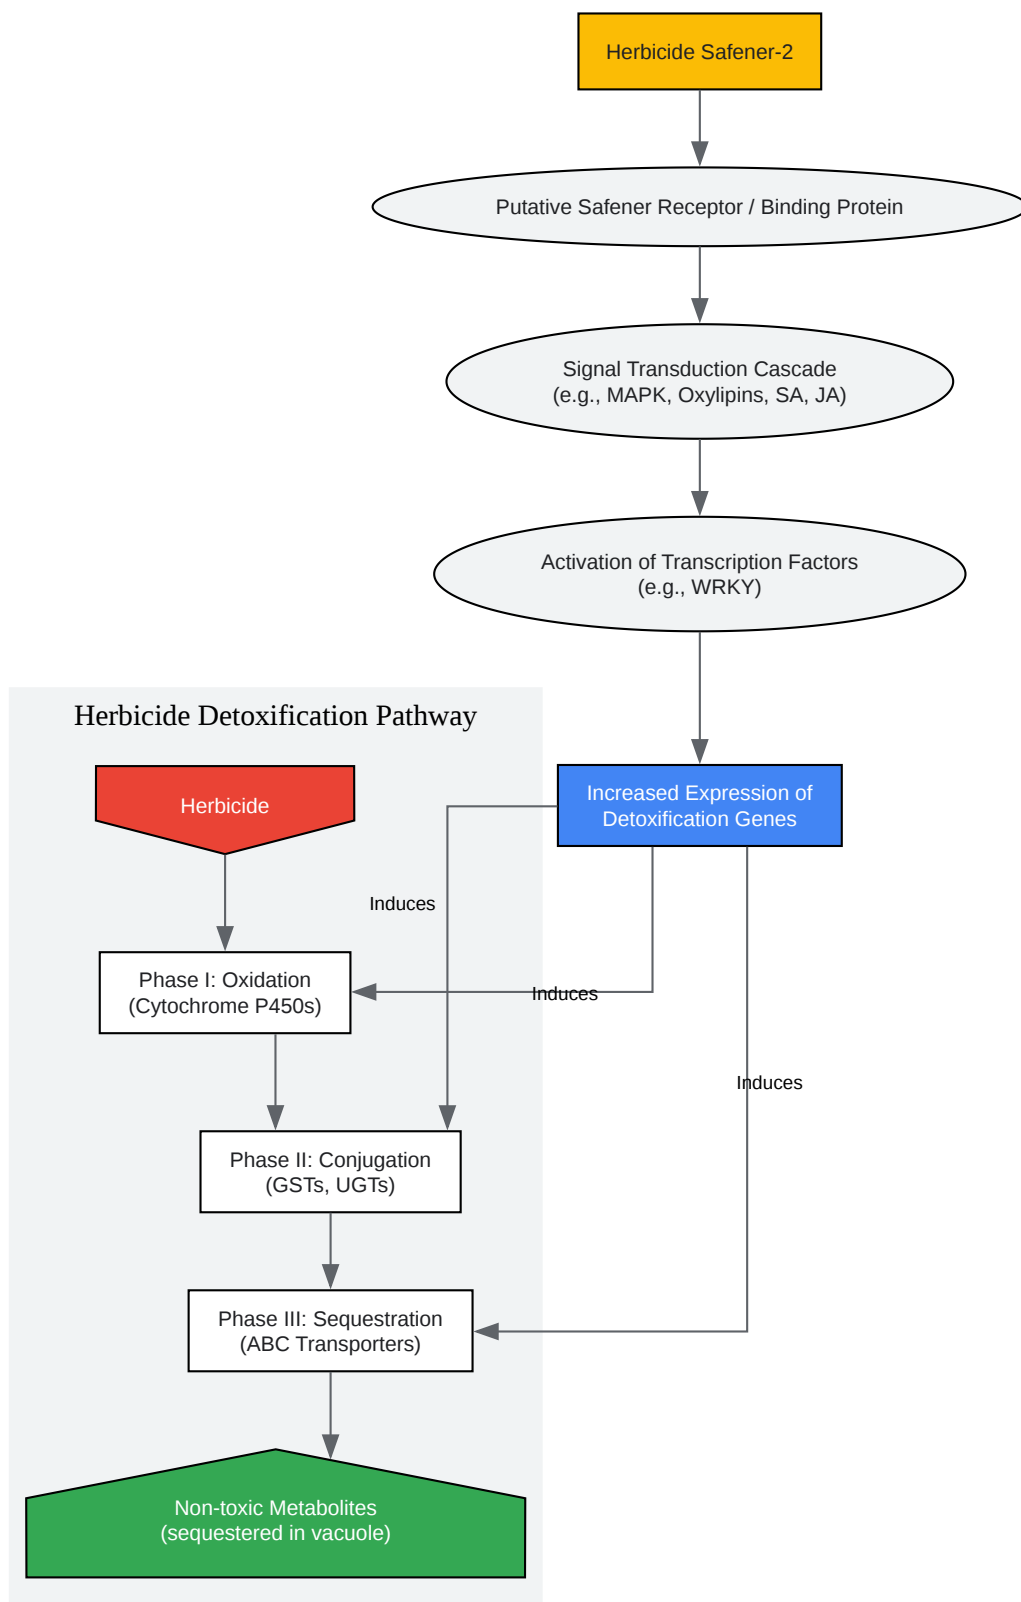 Herbicide Safener-2
Putative Safener Receptor / Binding Protein
Signal Transduction Cascade
(e.g., MAPK, Oxylipins, SA, JA)
Activation of Transcription Factors
(e.g., WRKY)
Herbicide Detoxification Pathway
Increased Expression of
Detoxification Genes
Herbicide
Induces
Phase I: Oxidation
(Cytochrome P450s)
Induces
Induces
Phase II: Conjugation
(GSTs, UGTs)
Phase III: Sequestration
(ABC Transporters)
Non-toxic Metabolites
(sequestered in vacuole)